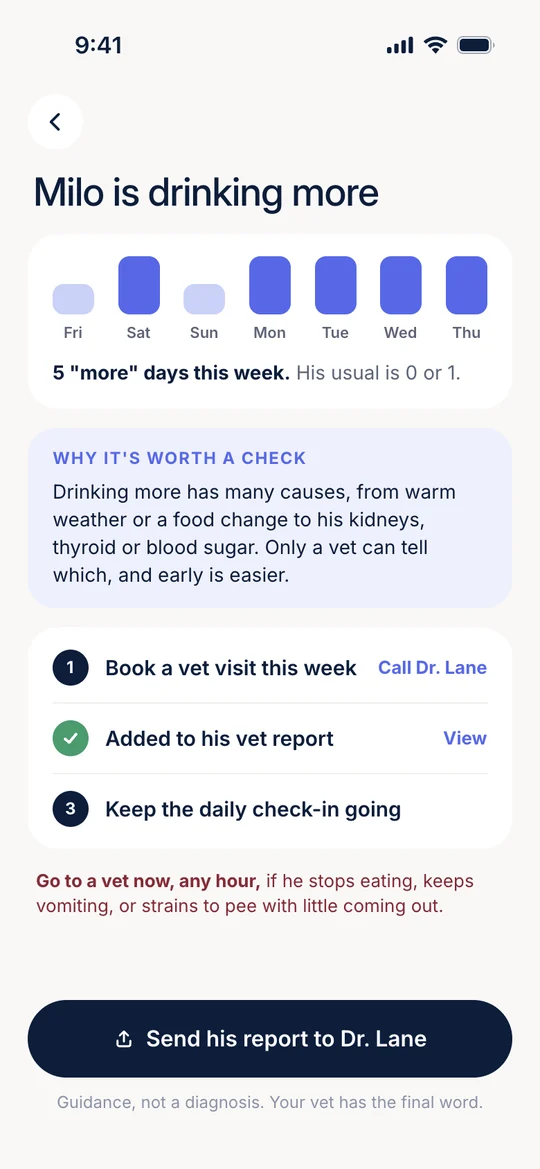 9:41
Milo is drinking more
Fri Sat Sun Mon Tue Wed Thu
5 "more" days this week. His usual is 0 or 1.
WHY IT'S WORTH A CHECK
Drinking more has many causes, from warm
weather or a food change to his kidneys,
thyroid or blood sugar. Only a vet can tell
which, and early is easier.
1 Book a vet visit this week Call Dr. Lane
Added to his vet report View
3 Keep the daily check-in going
Go to a vet now, any hour, if he stops eating, keeps
vomiting, or strains to pee with little coming out.
Send his report to Dr. Lane
Guidance, not a diagnosis. Your vet has the final word.